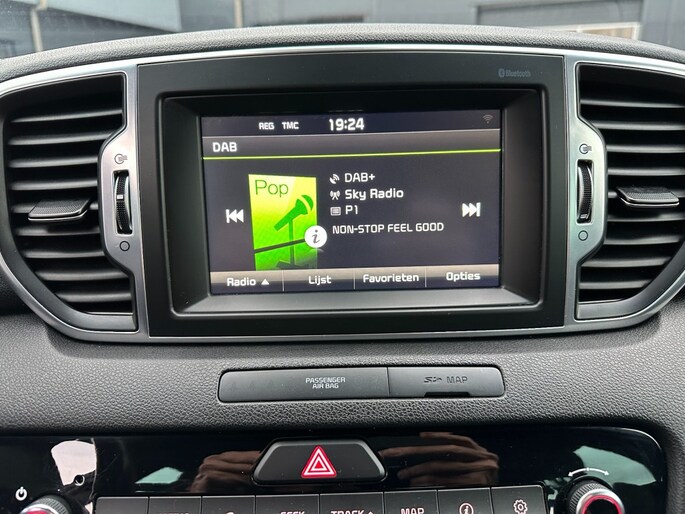 Bluetooth
REG TMC 19:24
DAB
Pop
DAB+
Sky Radio
P1
i
NON-STOP FEEL GOOD
Radio ▲ Lijst Favorieten Opties
PASSENGER
AIR BAG
SD MAP
SEEK TRACK MAP i